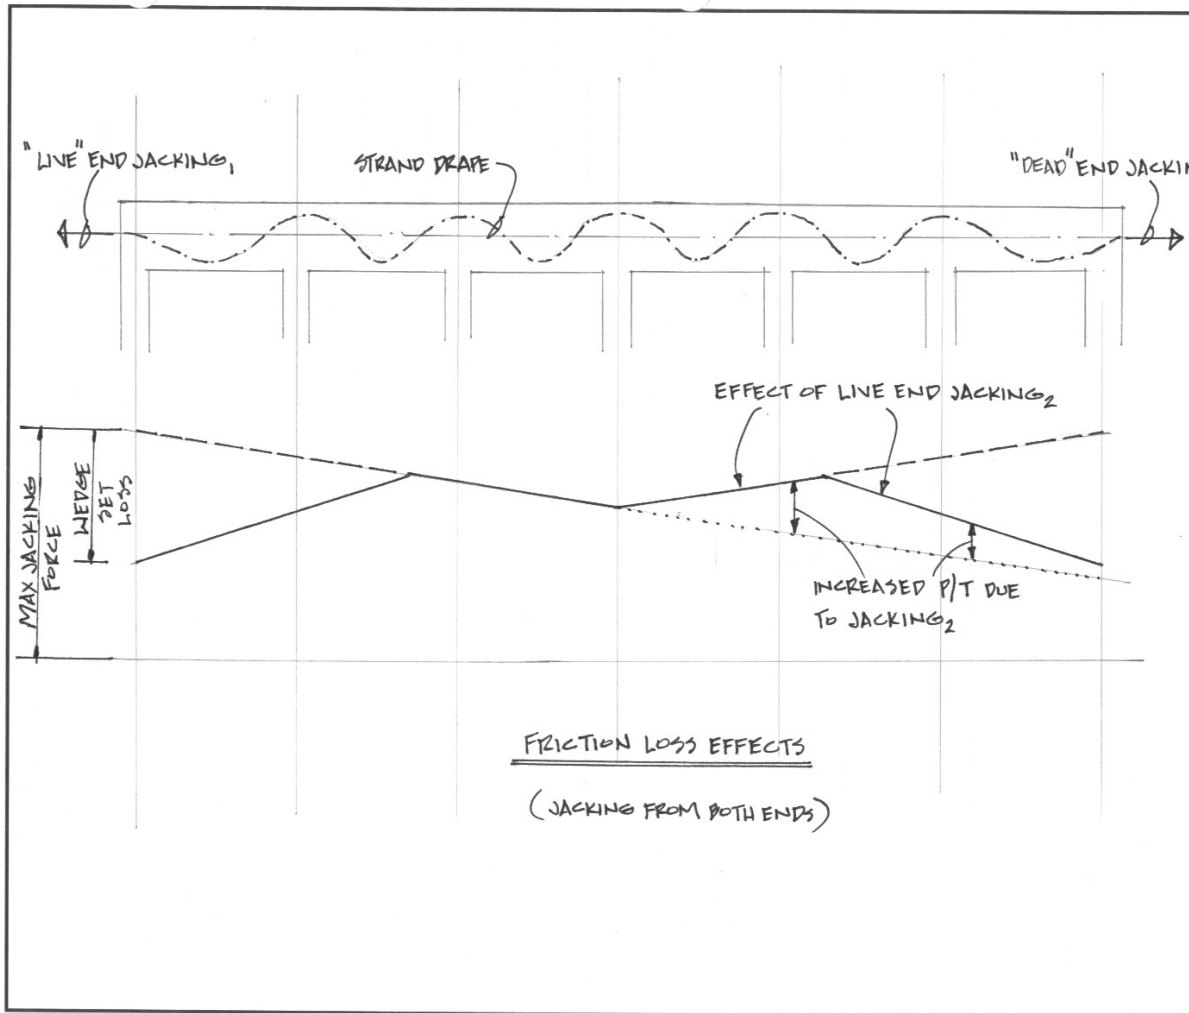 "LIVE" END JACKING₁
STRAND DRAPE
"DEAD" END JACKIN
EFFECT OF LIVE END JACKING₂
MAX JACKING
FORCE
WEDGE
SET
LOSS
INCREASED P/T DUE
TO JACKING₂
FRICTION LOSS EFFECTS
(JACKING FROM BOTH ENDS)